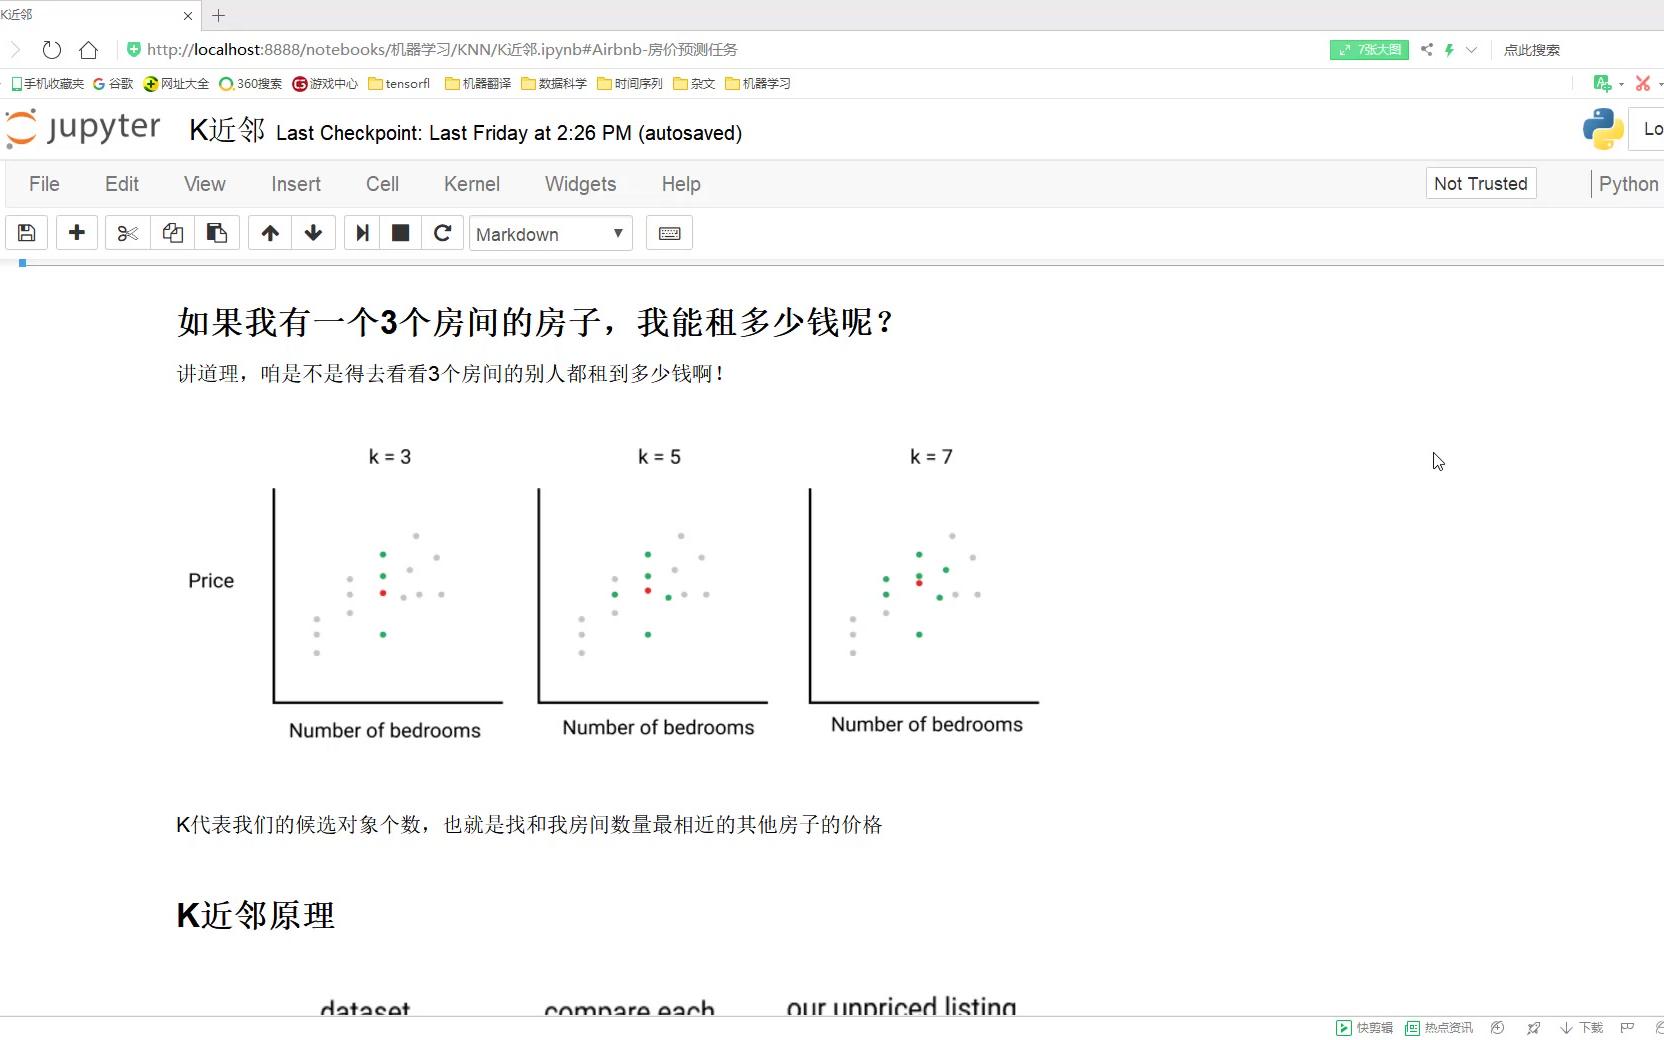 K近邻
http://localhost:8888/notebooks/机器学习/KNN/K近邻.ipynb#Airbnb-房价预测任务
7张大图
点此搜索
手机收藏夹 谷歌 网址大全 360搜索 游戏中心 tensorfl 机器翻译 数据科学 时间序列 杂文 机器学习
jupyter K近邻 Last Checkpoint: Last Friday at 2:26 PM (autosaved)
Lo
File Edit View Insert Cell Kernel Widgets Help
Not Trusted
Python
Markdown
如果我有一个3个房间的房子，我能租多少钱呢？
讲道理，咱是不是得去看看3个房间的别人都租到多少钱啊！
k = 3 k = 5 k = 7
Price
Number of bedrooms Number of bedrooms Number of bedrooms
K代表我们的候选对象个数，也就是找和我房间数量最相近的其他房子的价格
K近邻原理
dataset compare each our unpriced listing
快剪辑 热点资讯 下载